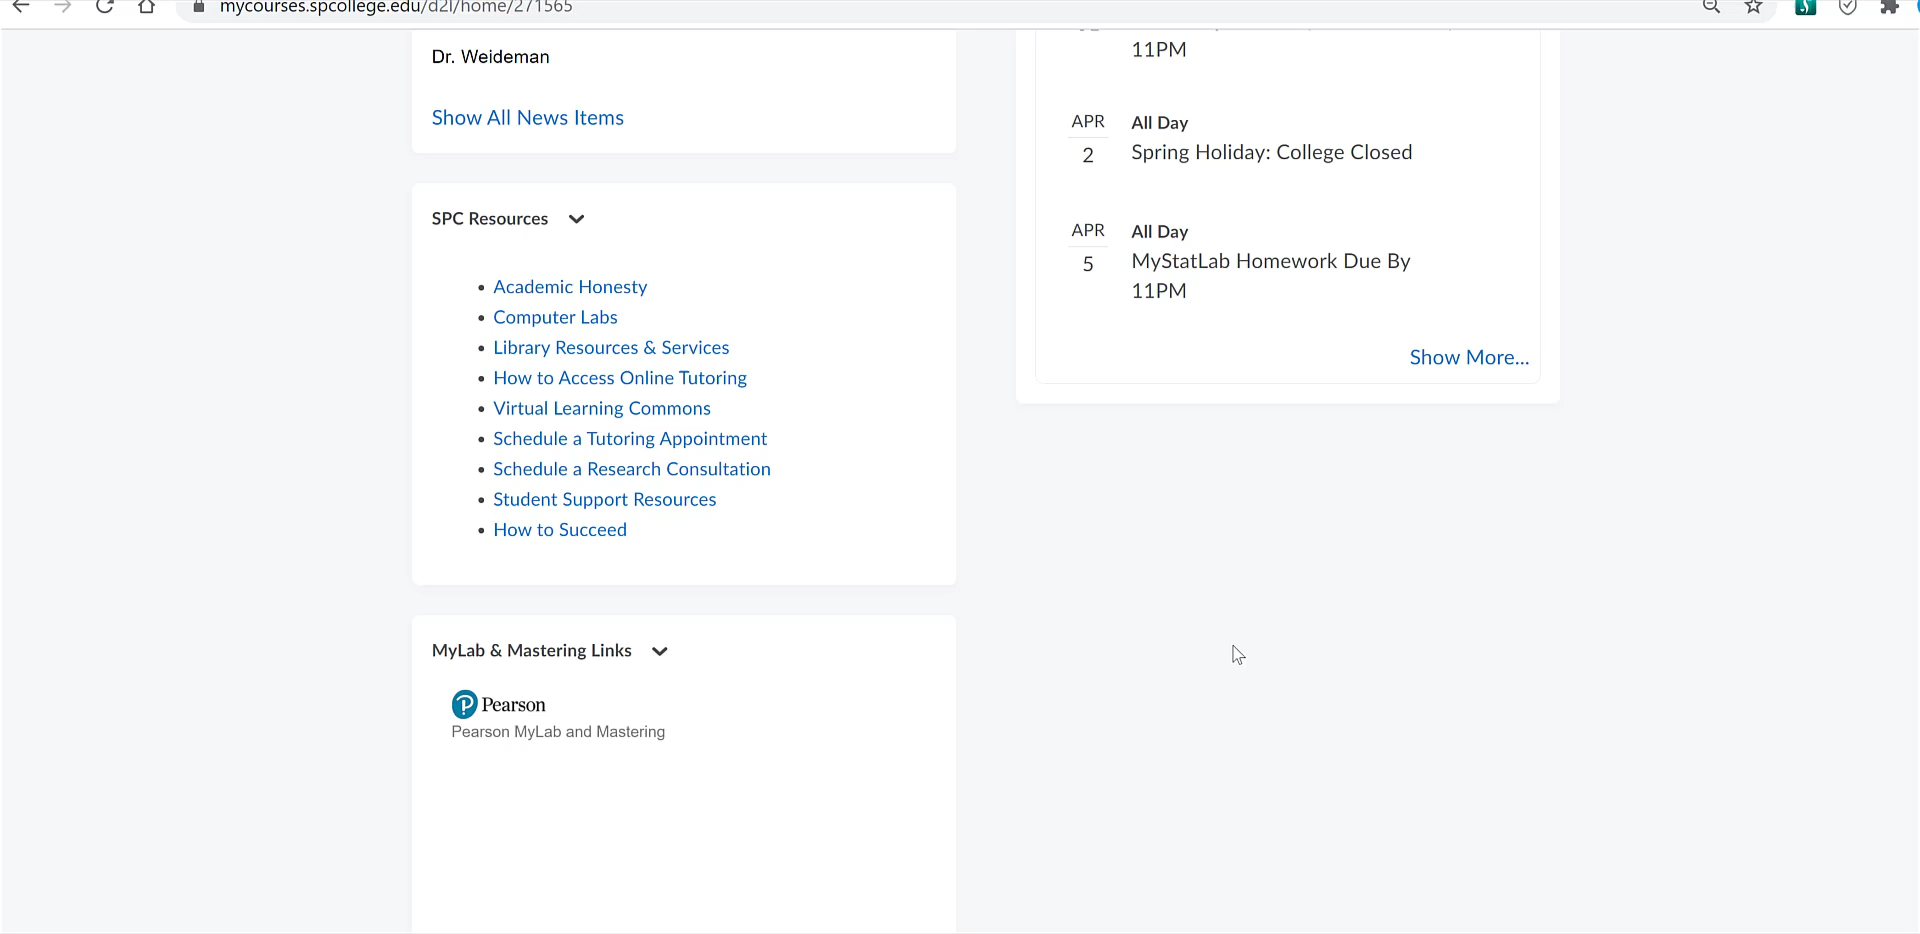 mycourses.spcollege.edu/d2l/home/271565
Dr. Weideman
Show All News Items
SPC Resources
Academic Honesty
Computer Labs
Library Resources & Services
How to Access Online Tutoring
Virtual Learning Commons
Schedule a Tutoring Appointment
Schedule a Research Consultation
Student Support Resources
How to Succeed
MyLab & Mastering Links
Pearson
Pearson MyLab and Mastering
11PM
APR
2
All Day
Spring Holiday: College Closed
APR
5
All Day
MyStatLab Homework Due By
11PM
Show More...